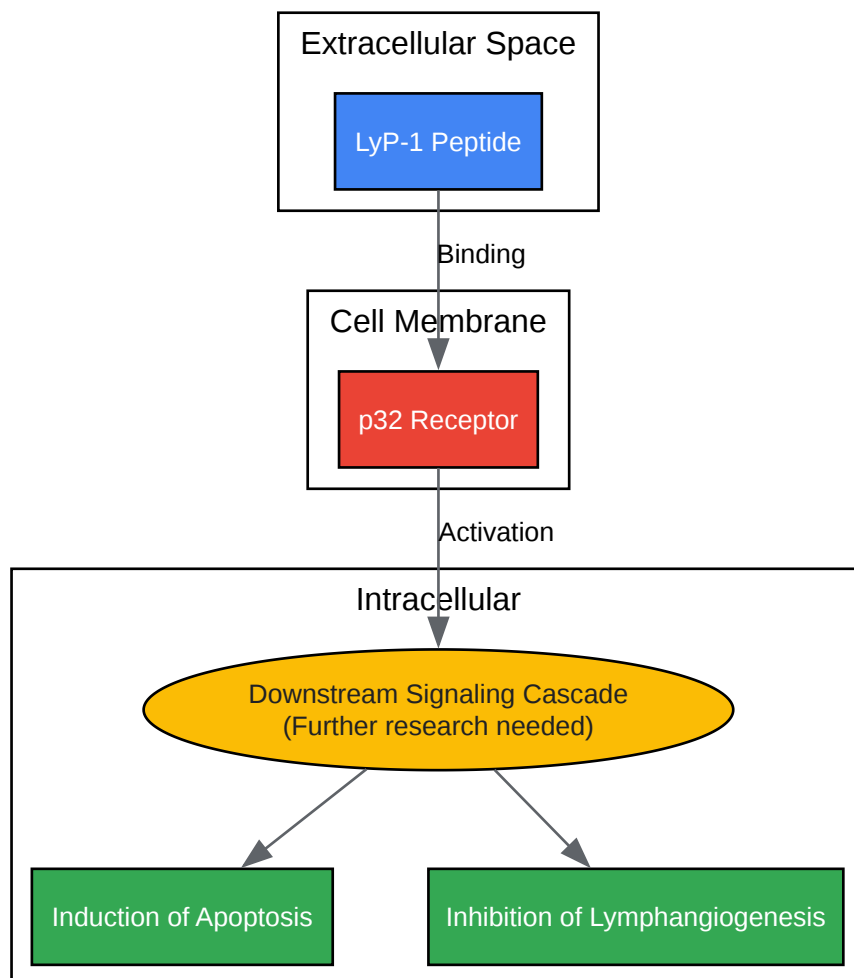 Extracellular Space
LyP-1 Peptide
Binding
Cell Membrane
p32 Receptor
Activation
Intracellular
Downstream Signaling Cascade
(Further research needed)
Induction of Apoptosis
Inhibition of Lymphangiogenesis